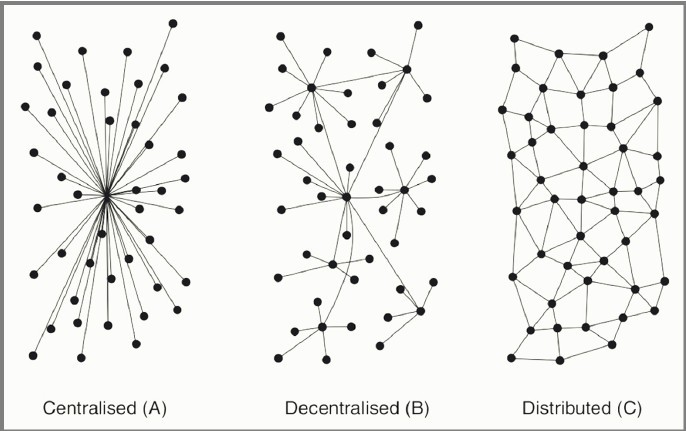 Centralised (A)
Decentralised (B)
Distributed (C)